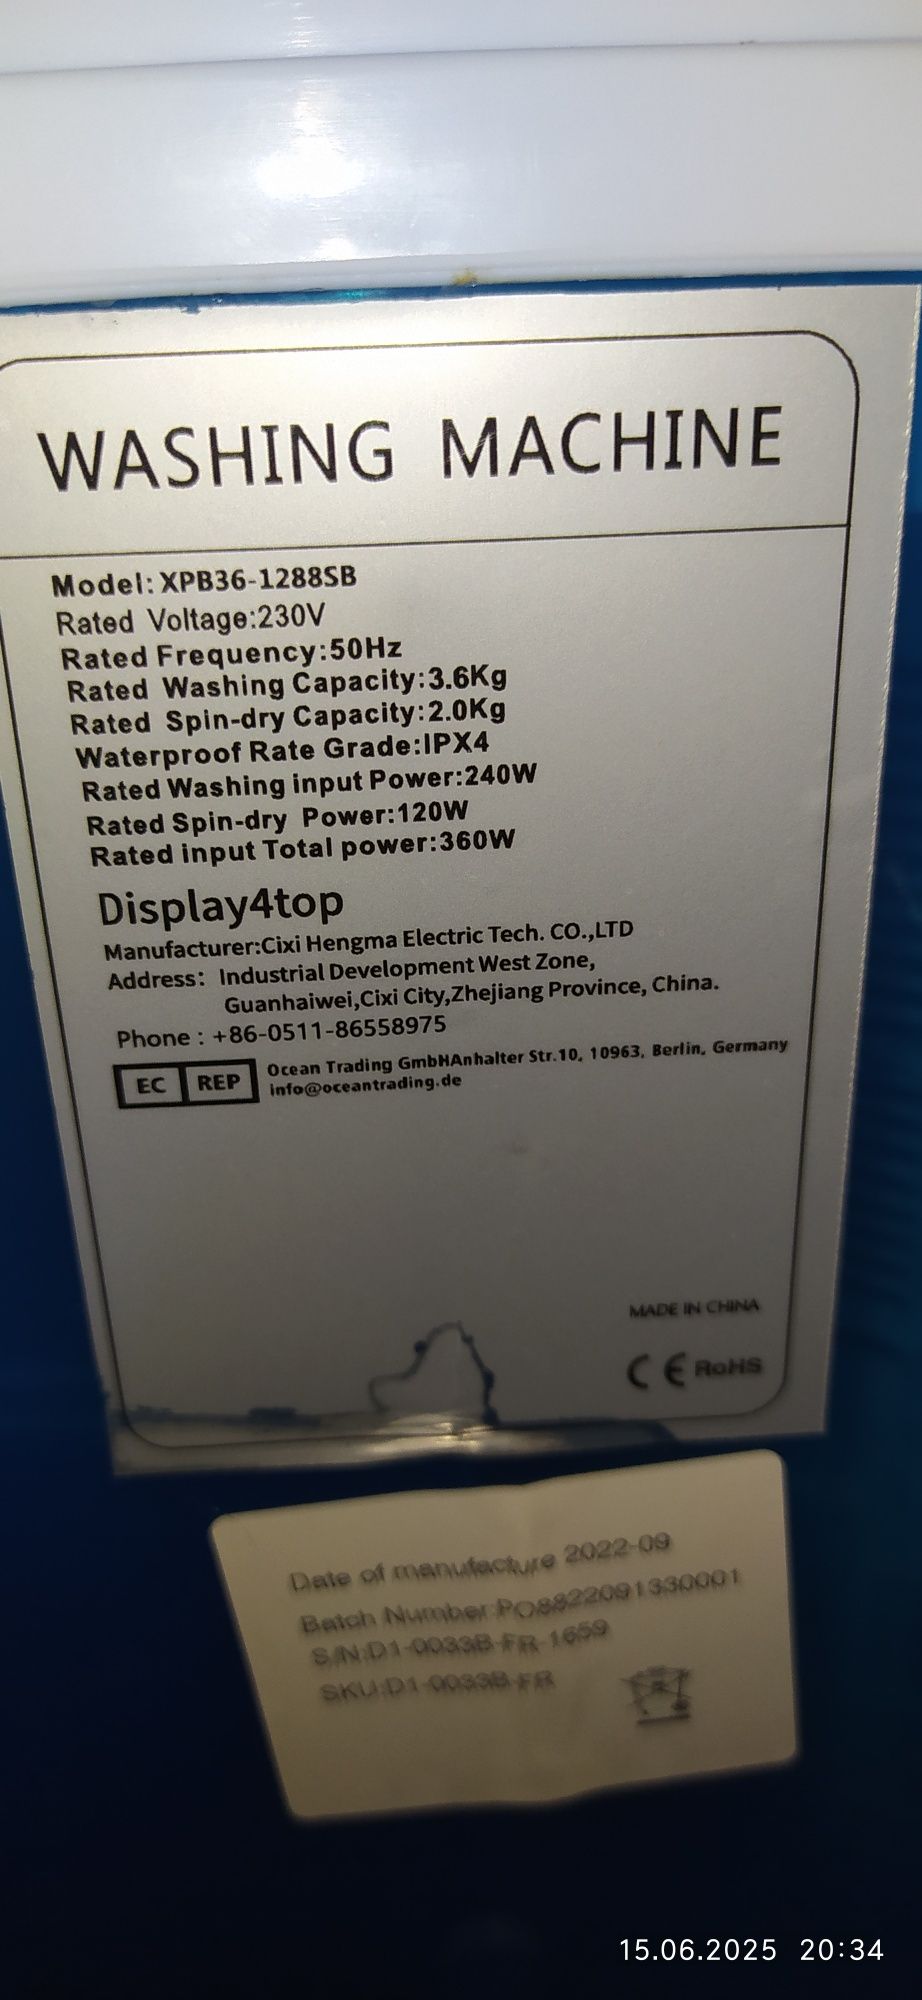 WASHING MACHINE
Model: XPB36-1288SB
Rated Voltage:230V
Rated Frequency:50Hz
Rated Washing Capacity:3.6Kg
Rated Spin-dry Capacity:2.0Kg
Waterproof Rate Grade:IPX4
Rated Washing input Power:240W
Rated Spin-dry Power:120W
Rated input Total power:360W
Display4top
Manufacturer:Cixi Hengma Electric Tech. CO.,LTD
Address: Industrial Development West Zone,
Guanhaiwei,Cixi City,Zhejiang Province, China.
Phone : +86-0511-86558975
EC REP
Ocean Trading GmbHAnhalter Str.10, 10963, Berlin, Germany
info@oceantrading.de
MADE IN CHINA
CE RoHS
Date of manufacture 2022-09
Batch Number:PO8822091330001
S/N:D1-0033B-FR-1659
SKU:D1-0033B-FR
15.06.2025 20:34